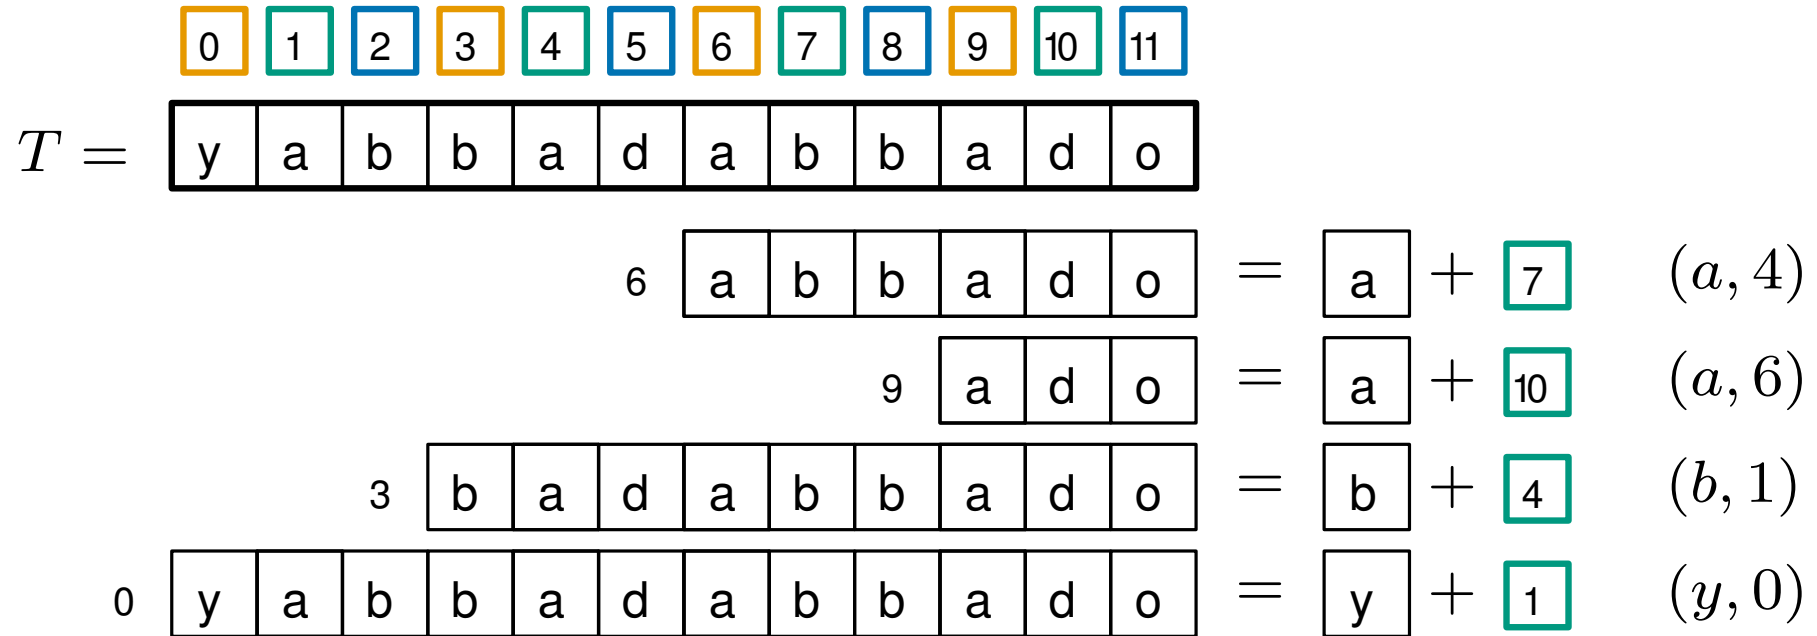 0 1 2 3 4 5 6 7 8 9 10 11
T = y a b b a d a b b a d o
6 a b b a d o = a + 7 (a, 4)
9 a d o = a + 10 (a, 6)
3 b a d a b b a d o = b + 4 (b, 1)
0 y a b b a d a b b a d o = y + 1 (y, 0)